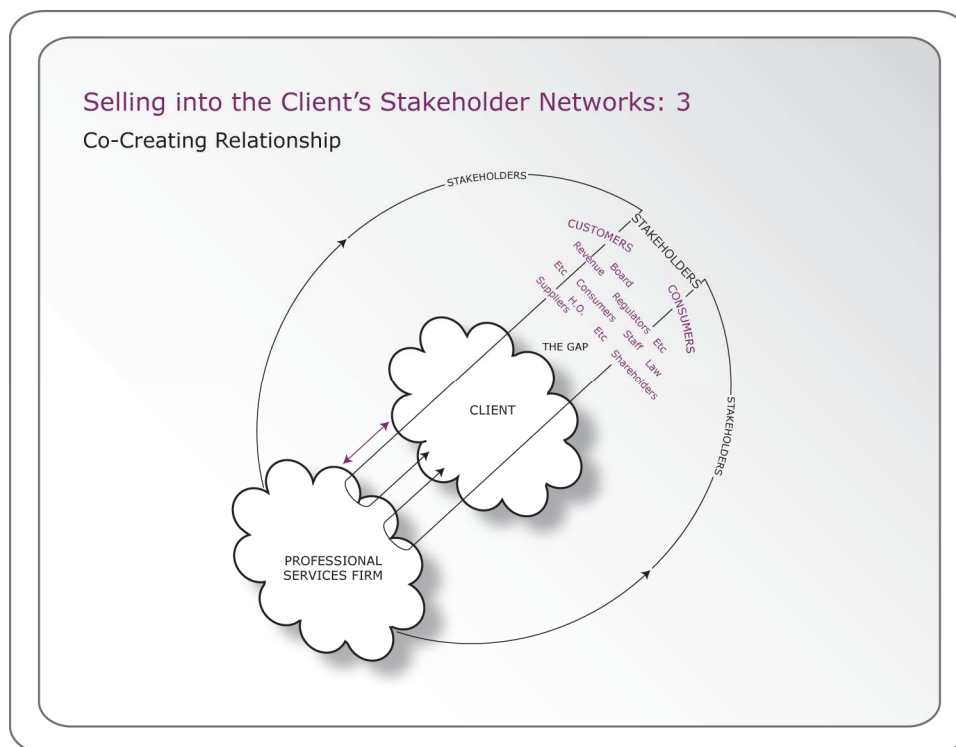 Selling into the Client's Stakeholder Networks: 3
Co-Creating Relationship
STAKEHOLDERS
STAKEHOLDERS
CUSTOMERS
Revenue
Board
Etc
Consumers
Regulators
Suppliers
H.O.
Etc
Staff
Etc
Law
Shareholders
CONSUMERS
THE GAP
CLIENT
STAKEHOLDERS
PROFESSIONAL
SERVICES FIRM